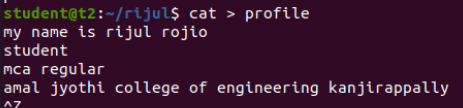 student@t2:~/rijul$ cat > profile
my name is rijul rojio
student
mca regular
amal jyothi college of engineering kanjirappally
^Z